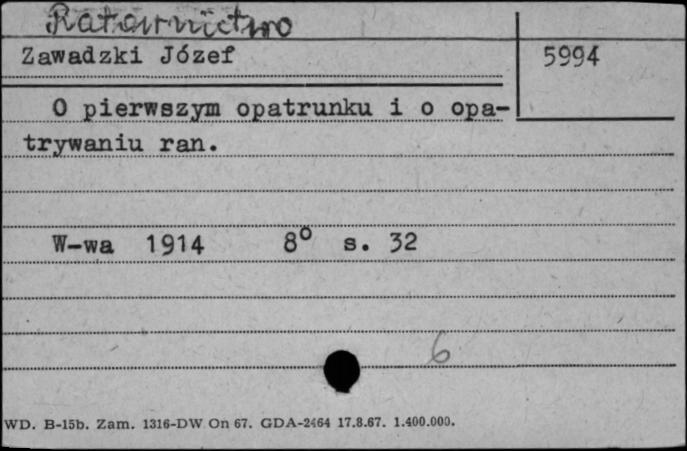 Ratownictwo
Zawadzki Józef
5994
O pierwszym opatrunku i o opa-
trywaniu ran.
W-wa 1914 8° s. 32
6
WD. B-15b. Zam. 1316-DW On 67. GDA-2464 17.8.67. 1.400.000.